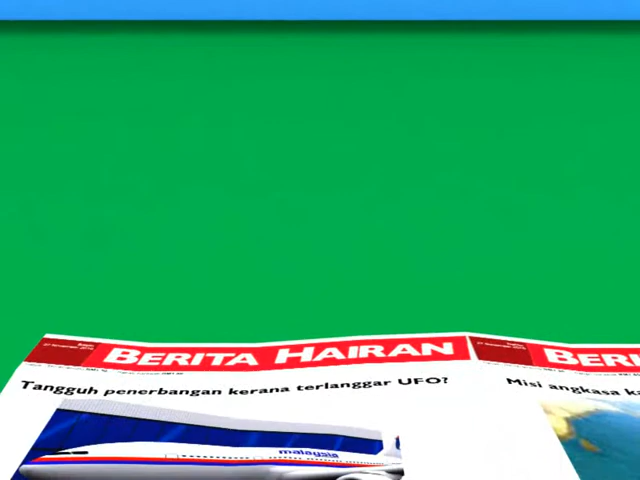 BERITA HAIRAN
Tangguh penerbangan kerana terlanggar UFO?
malaysia
BERI
Misi angkasa